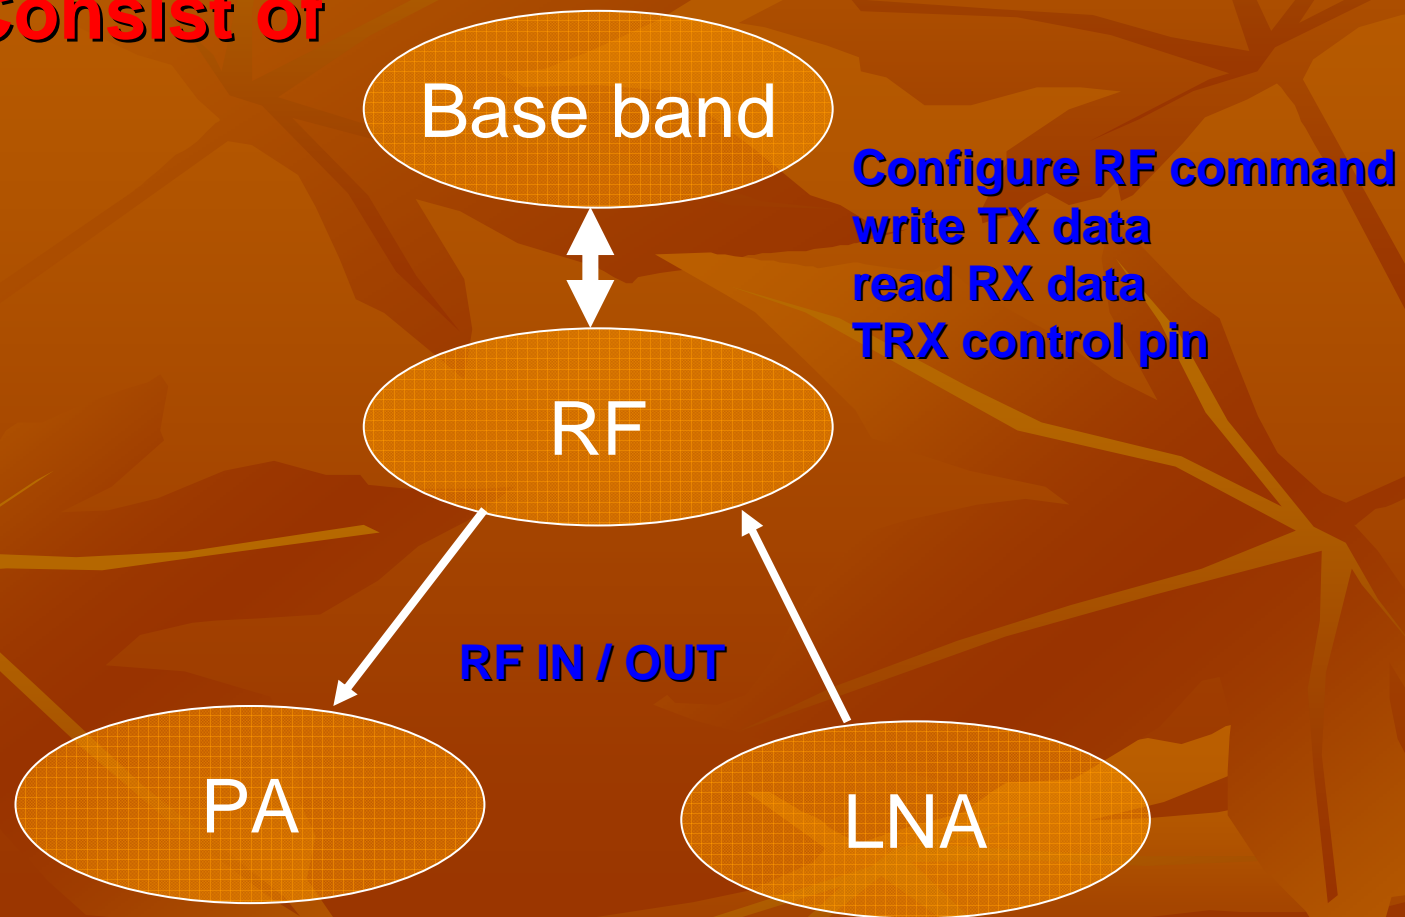 Consist of
Base band
Configure RF command
write TX data
read RX data
TRX control pin
RF
RF IN / OUT
PA
LNA